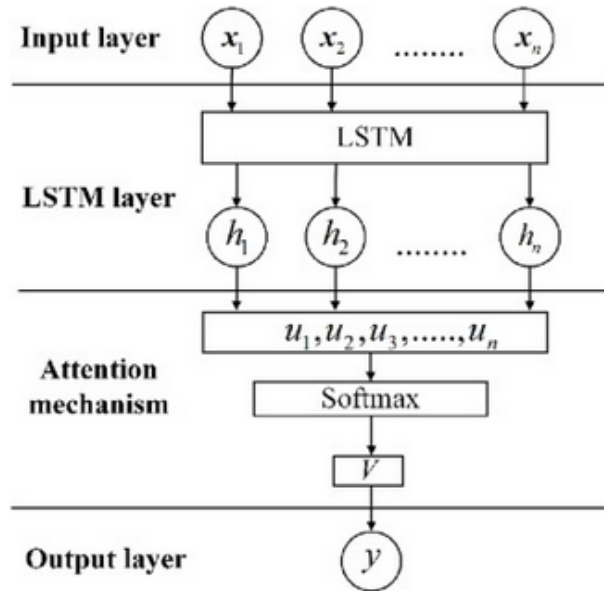 Input layer
x₁ x₂ ........ xₙ
LSTM
LSTM layer
h₁ h₂ ........ hₙ
u₁,u₂,u₃,.....,uₙ
Attention
mechanism
Softmax
V
Output layer
y